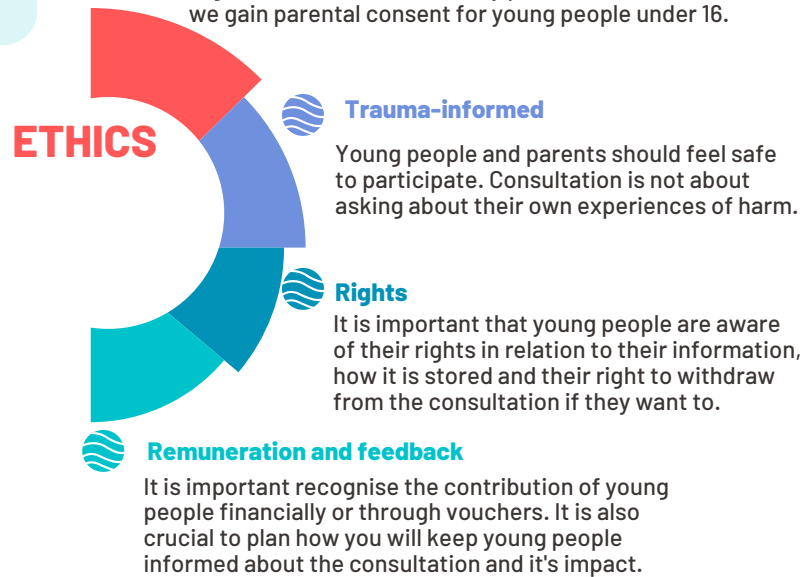 we gain parental consent for young people under 16.
ETHICS
Trauma-informed
Young people and parents should feel safe
to participate. Consultation is not about
asking about their own experiences of harm.
Rights
It is important that young people are aware
of their rights in relation to their information,
how it is stored and their right to withdraw
from the consultation if they want to.
Remuneration and feedback
It is important recognise the contribution of young
people financially or through vouchers. It is also
crucial to plan how you will keep young people
informed about the consultation and it's impact.